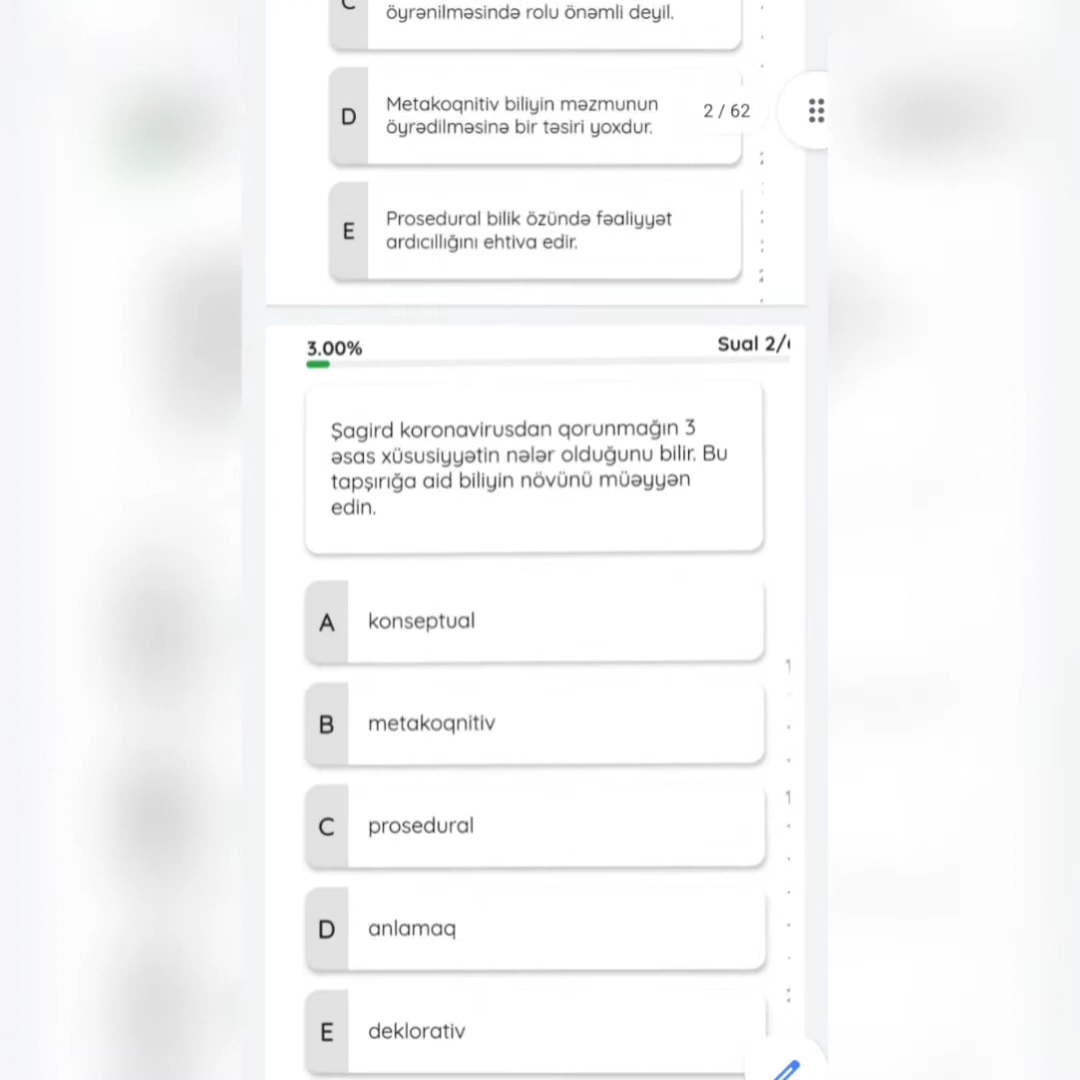 C
öyrənilməsində rolu önəmli deyil.
D
Metakoqnitiv biliyin məzmunun
öyrədilməsinə bir təsiri yoxdur.
2 / 62
E
Prosedural bilik özündə fəaliyyət
ardıcıllığını ehtiva edir.
3.00%
Sual 2/
Şagird koronavirusdan qorunmağın 3
əsas xüsusiyyətin nələr olduğunu bilir. Bu
tapşırığa aid biliyin növünü müəyyən
edin.
A konseptual
B metakoqnitiv
C prosedural
D anlamaq
E deklorativ